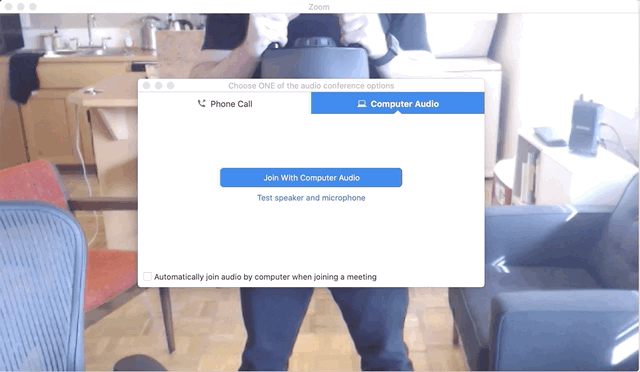 Zoom
Choose ONE of the audio conference options
Phone Call
Computer Audio
Join With Computer Audio
Test speaker and microphone
Automatically join audio by computer when joining a meeting